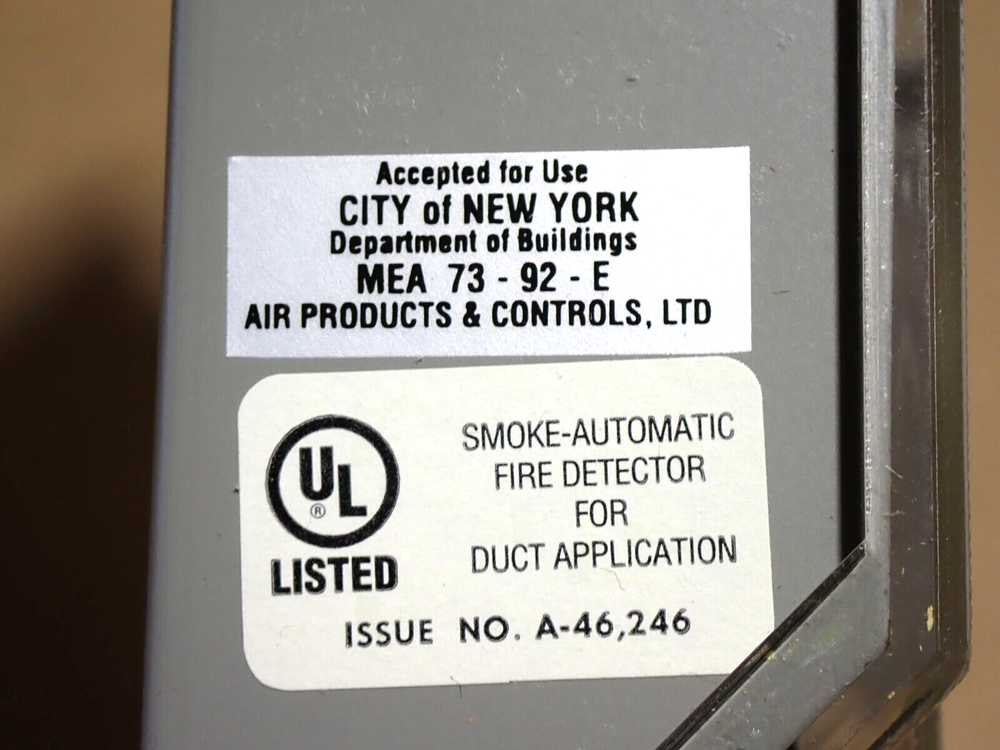 Accepted for Use
CITY of NEW YORK
Department of Buildings
MEA 73 - 92 - E
AIR PRODUCTS & CONTROLS, LTD
UL
®
LISTED
SMOKE-AUTOMATIC
FIRE DETECTOR
FOR
DUCT APPLICATION
ISSUE NO. A-46,246